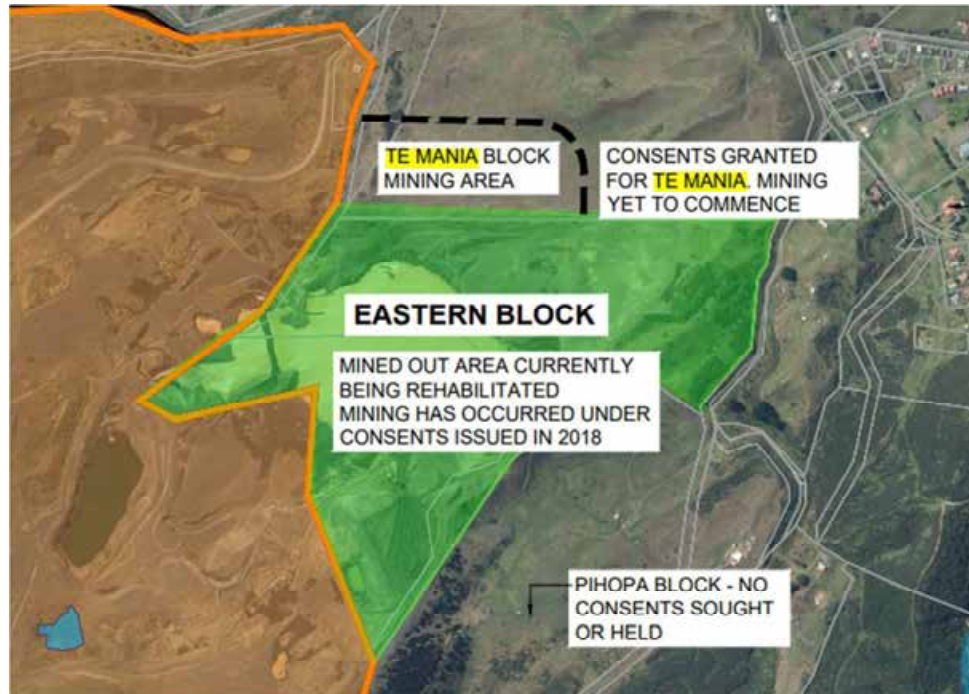 TE MANIA BLOCK
MINING AREA
CONSENTS GRANTED
FOR TE MANIA. MINING
YET TO COMMENCE
EASTERN BLOCK
MINED OUT AREA CURRENTLY
BEING REHABILITATED
MINING HAS OCCURRED UNDER
CONSENTS ISSUED IN 2018
PIHOPA BLOCK - NO
CONSENTS SOUGHT
OR HELD